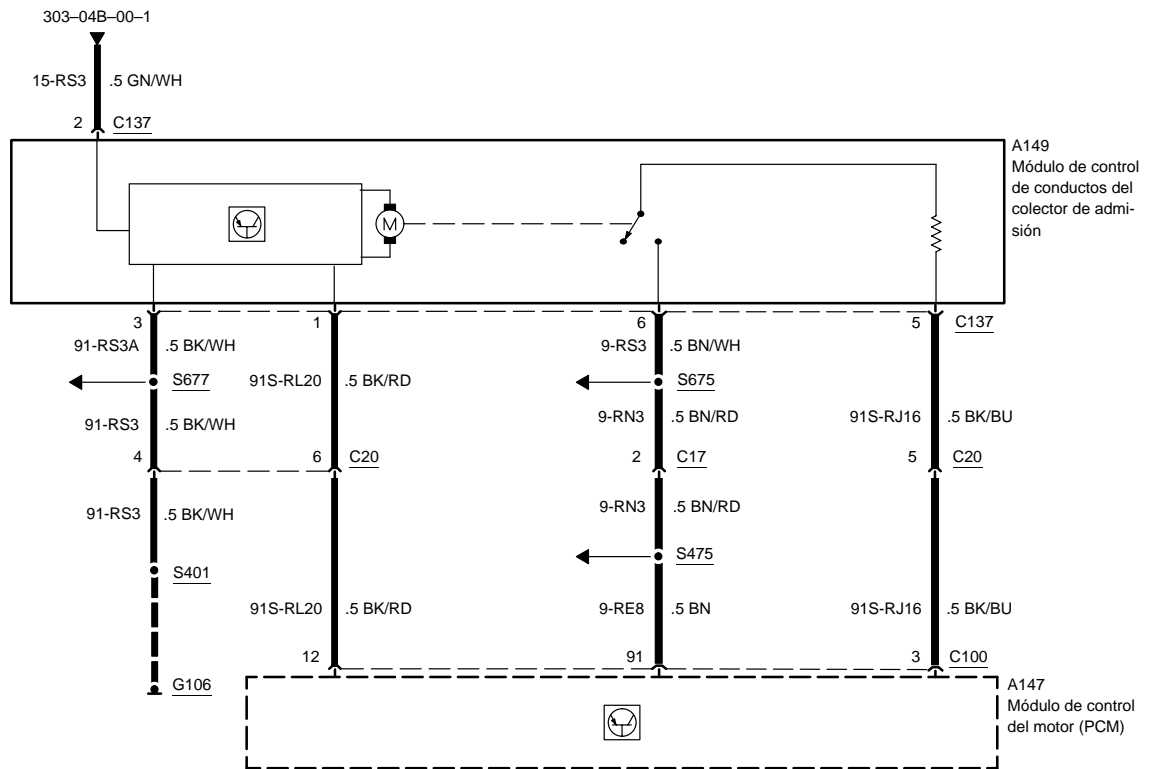 303–04B–00–1
15-RS3 .5 GN/WH
2 C137
A149
Módulo de control
de conductos del
colector de admi-
sión
M
3 1 6 5 C137
91-RS3A .5 BK/WH 9-RS3 .5 BN/WH
S677 91S-RL20 .5 BK/RD S675
91-RS3 .5 BK/WH 9-RN3 .5 BN/RD 91S-RJ16 .5 BK/BU
4 6 C20 2 C17 5 C20
91-RS3 .5 BK/WH 9-RN3 .5 BN/RD
S475
S401
91S-RL20 .5 BK/RD 9-RE8 .5 BN 91S-RJ16 .5 BK/BU
12 91 3 C100
G106
A147
Módulo de control
del motor (PCM)